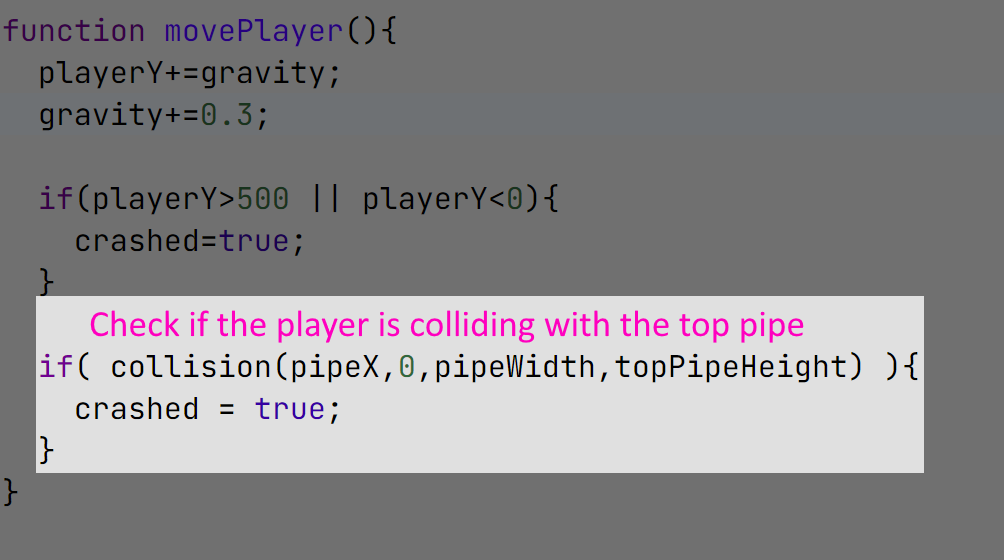 function movePlayer(){
playerY+=gravity;
gravity+=0.3;
if(playerY>500 || playerY<0){
crashed=true;
}
Check if the player is colliding with the top pipe
if( collision(pipeX,0,pipeWidth,topPipeHeight) ){
crashed = true;
}
}